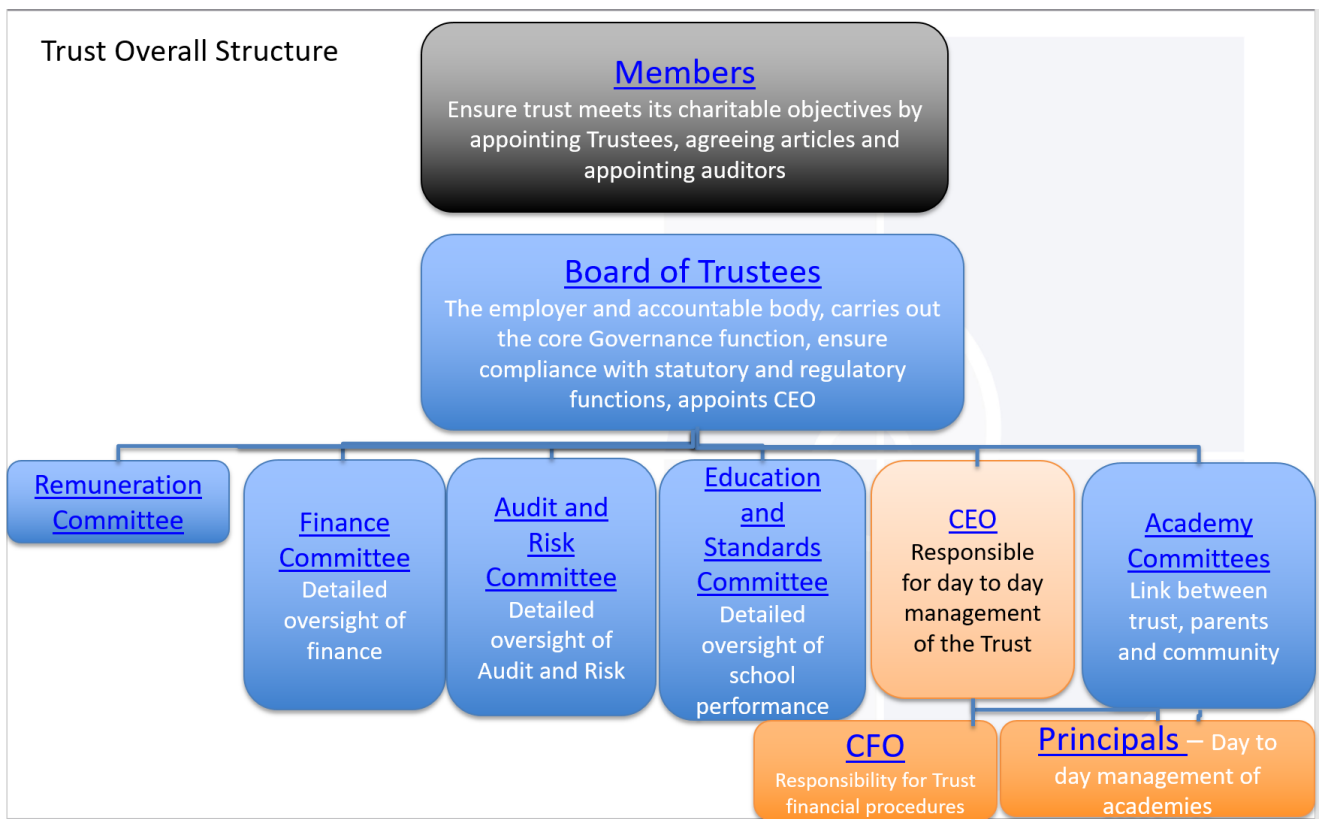 Trust Overall Structure
Members
Ensure trust meets its charitable objectives by
appointing Trustees, agreeing articles and
appointing auditors
Board of Trustees
The employer and accountable body, carries out
the core Governance function, ensure
compliance with statutory and regulatory
functions, appoints CEO
Remuneration
Committee
Finance
Committee
Detailed
oversight of
finance
Audit and
Risk
Committee
Detailed
oversight of
Audit and Risk
Education
and
Standards
Committee
Detailed
oversight of
school
performance
CEO
Responsible
for day to day
management
of the Trust
Academy
Committees
Link between
trust, parents
and community
CFO
Responsibility for Trust
financial procedures
Principals – Day to
day management of
academies